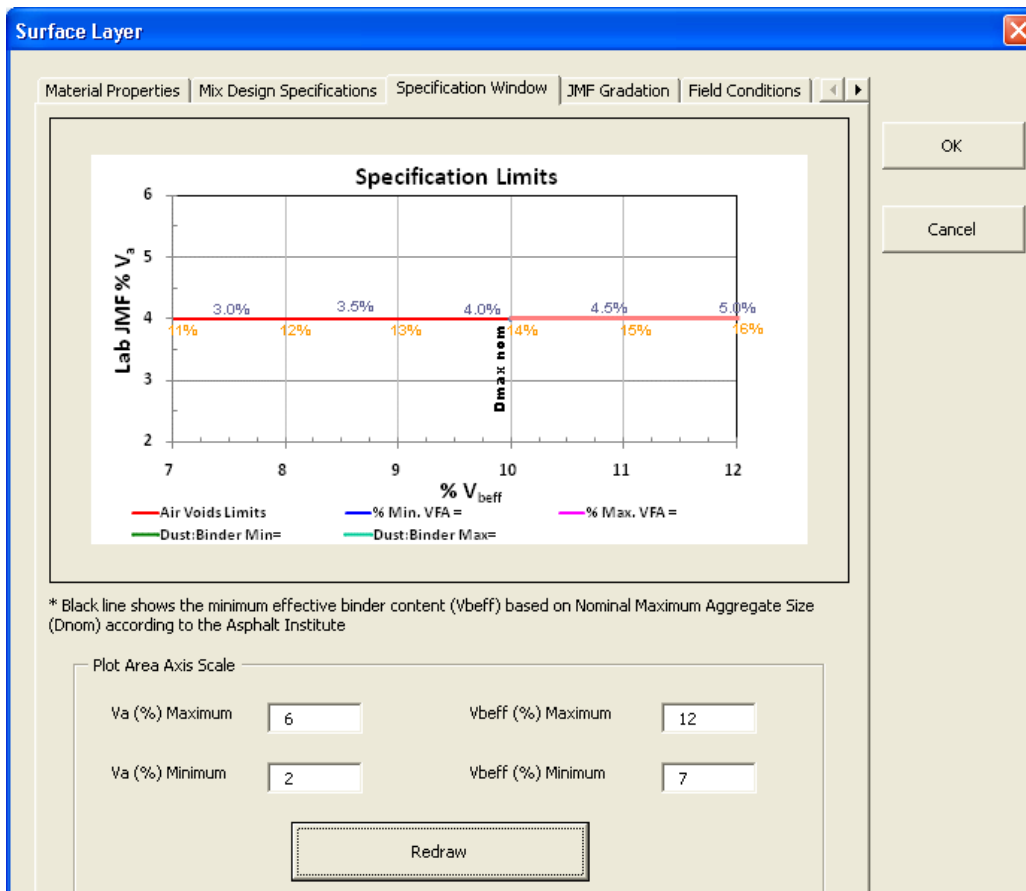 Surface Layer
Material Properties Mix Design Specifications Specification Window JMF Gradation Field Conditions
OK
Cancel
Specification Limits
Lab JMF % Va
6
5
4
3
2
3.0% 3.5% 4.0% 4.5% 5.0%
11% 12% 13% 14% 15% 16%
Dmax nom
7 8 9 10 11 12
% Vbeff
Air Voids Limits % Min. VFA = % Max. VFA =
Dust:Binder Min= Dust:Binder Max=
* Black line shows the minimum effective binder content (Vbeff) based on Nominal Maximum Aggregate Size
(Dnom) according to the Asphalt Institute
Plot Area Axis Scale
Va (%) Maximum 6 Vbeff (%) Maximum 12
Va (%) Minimum 2 Vbeff (%) Minimum 7
Redraw